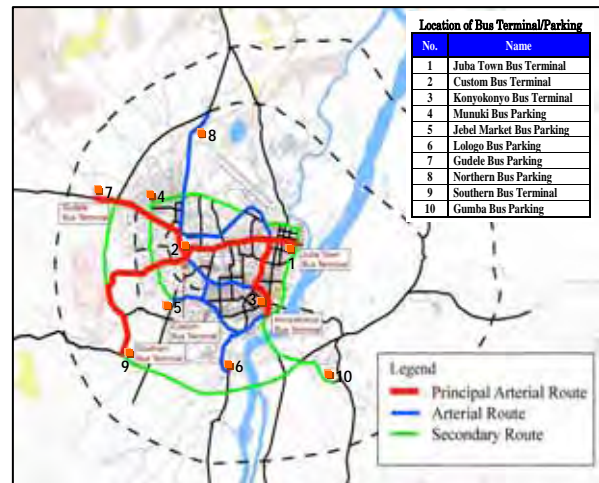 Location of Bus Terminal/Parking
No. Name
1 Juba Town Bus Terminal
2 Custom Bus Terminal
3 Konyokonyo Bus Terminal
4 Munuki Bus Parking
5 Jebel Market Bus Parking
6 Lologo Bus Parking
7 Gudele Bus Parking
8 Northern Bus Parking
9 Southern Bus Terminal
10 Gumba Bus Parking
8
7
4
Gudele
Bus Terminal
2
1
Juba Town
Bus Terminal
3
5
Bus Terminal
Custom
Bus Terminal
Bus Terminal
9
6
10
Legend
Principal Arterial Route
Arterial Route
Secondary Route